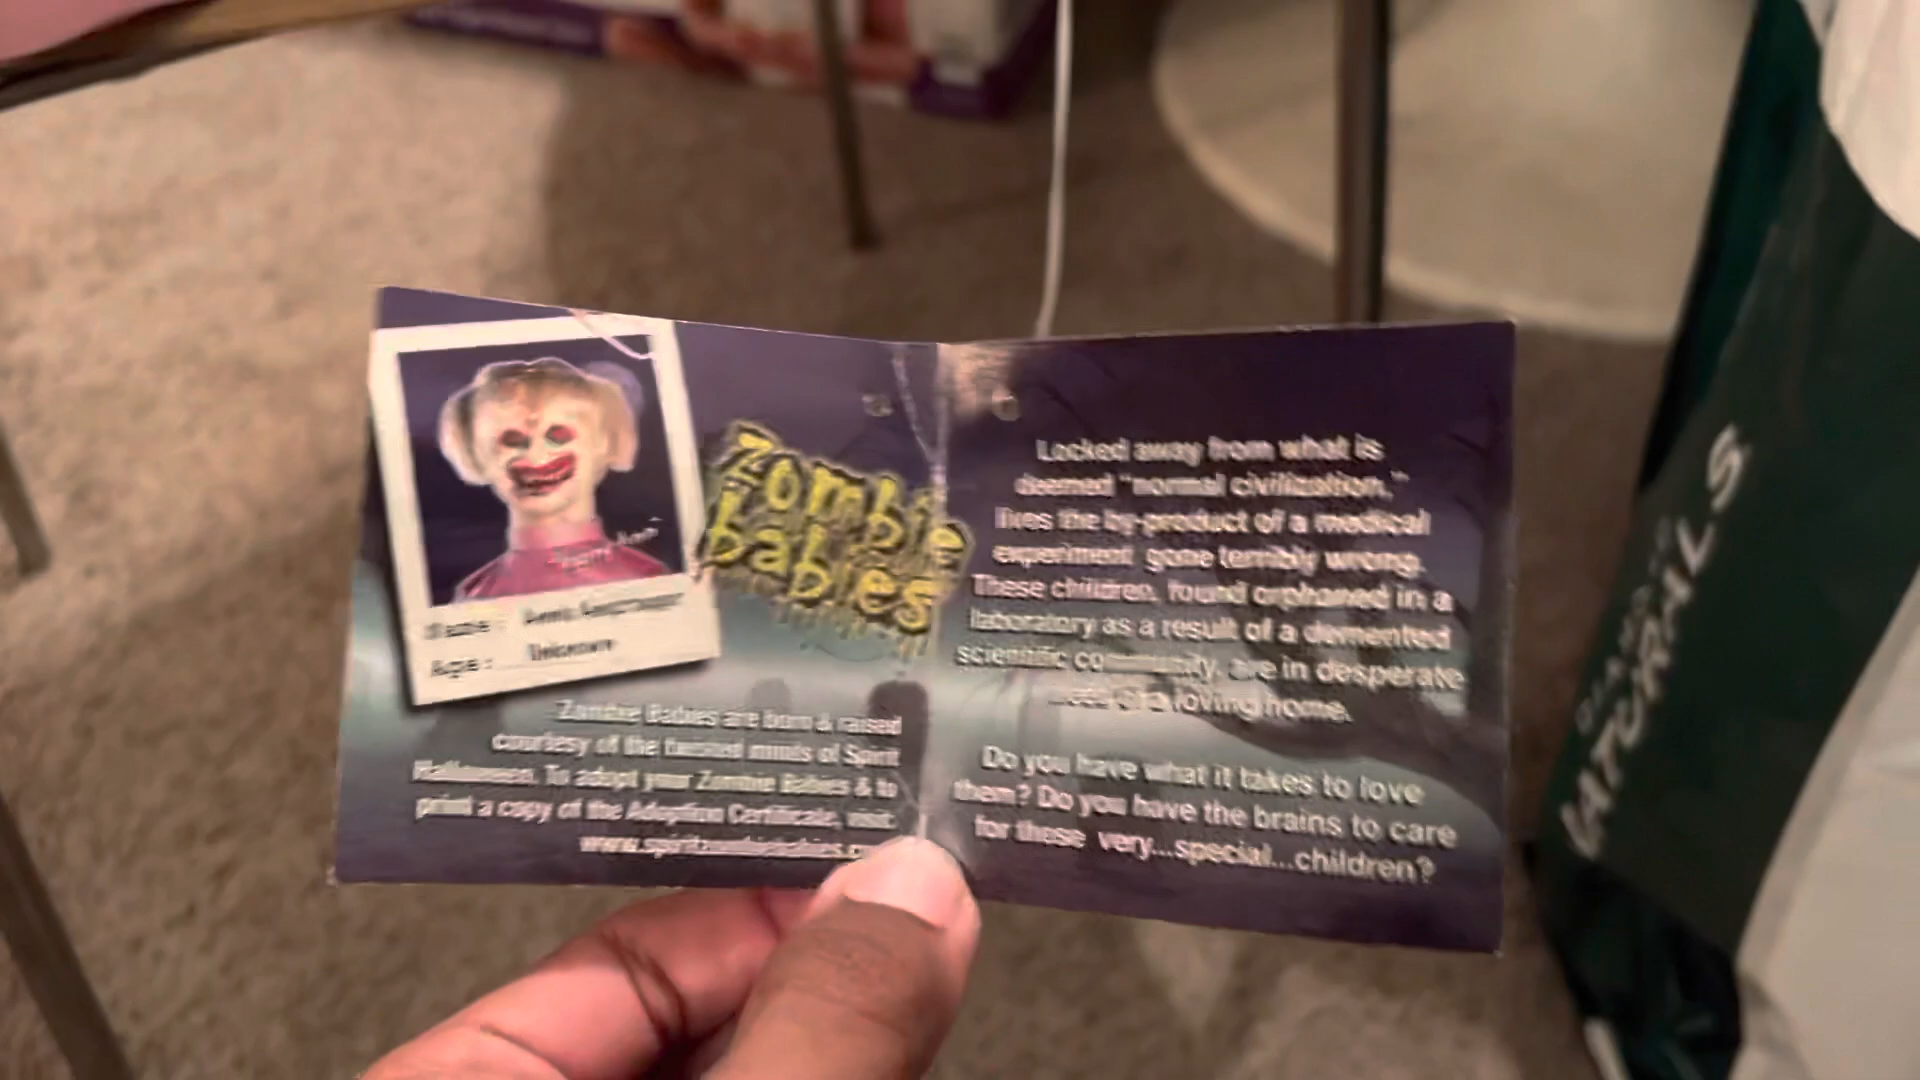 Zombie
babies
Name:
Age: Unknown
Zombie Babies are born & raised
courtesy of the twisted minds of Spirit
Halloween. To adopt your Zombie Babies & to
print a copy of the Adoption Certificate, visit:
www.spiritzombiebabies.c
Locked away from what is
deemed "normal civilization,"
lives the by-product of a medical
experiment gone terribly wrong.
These children, found orphaned in a
laboratory as a result of a demented
scientific community, are in desperate
loving home.
Do you have what it takes to love
them? Do you have the brains to care
for these very...special...children?